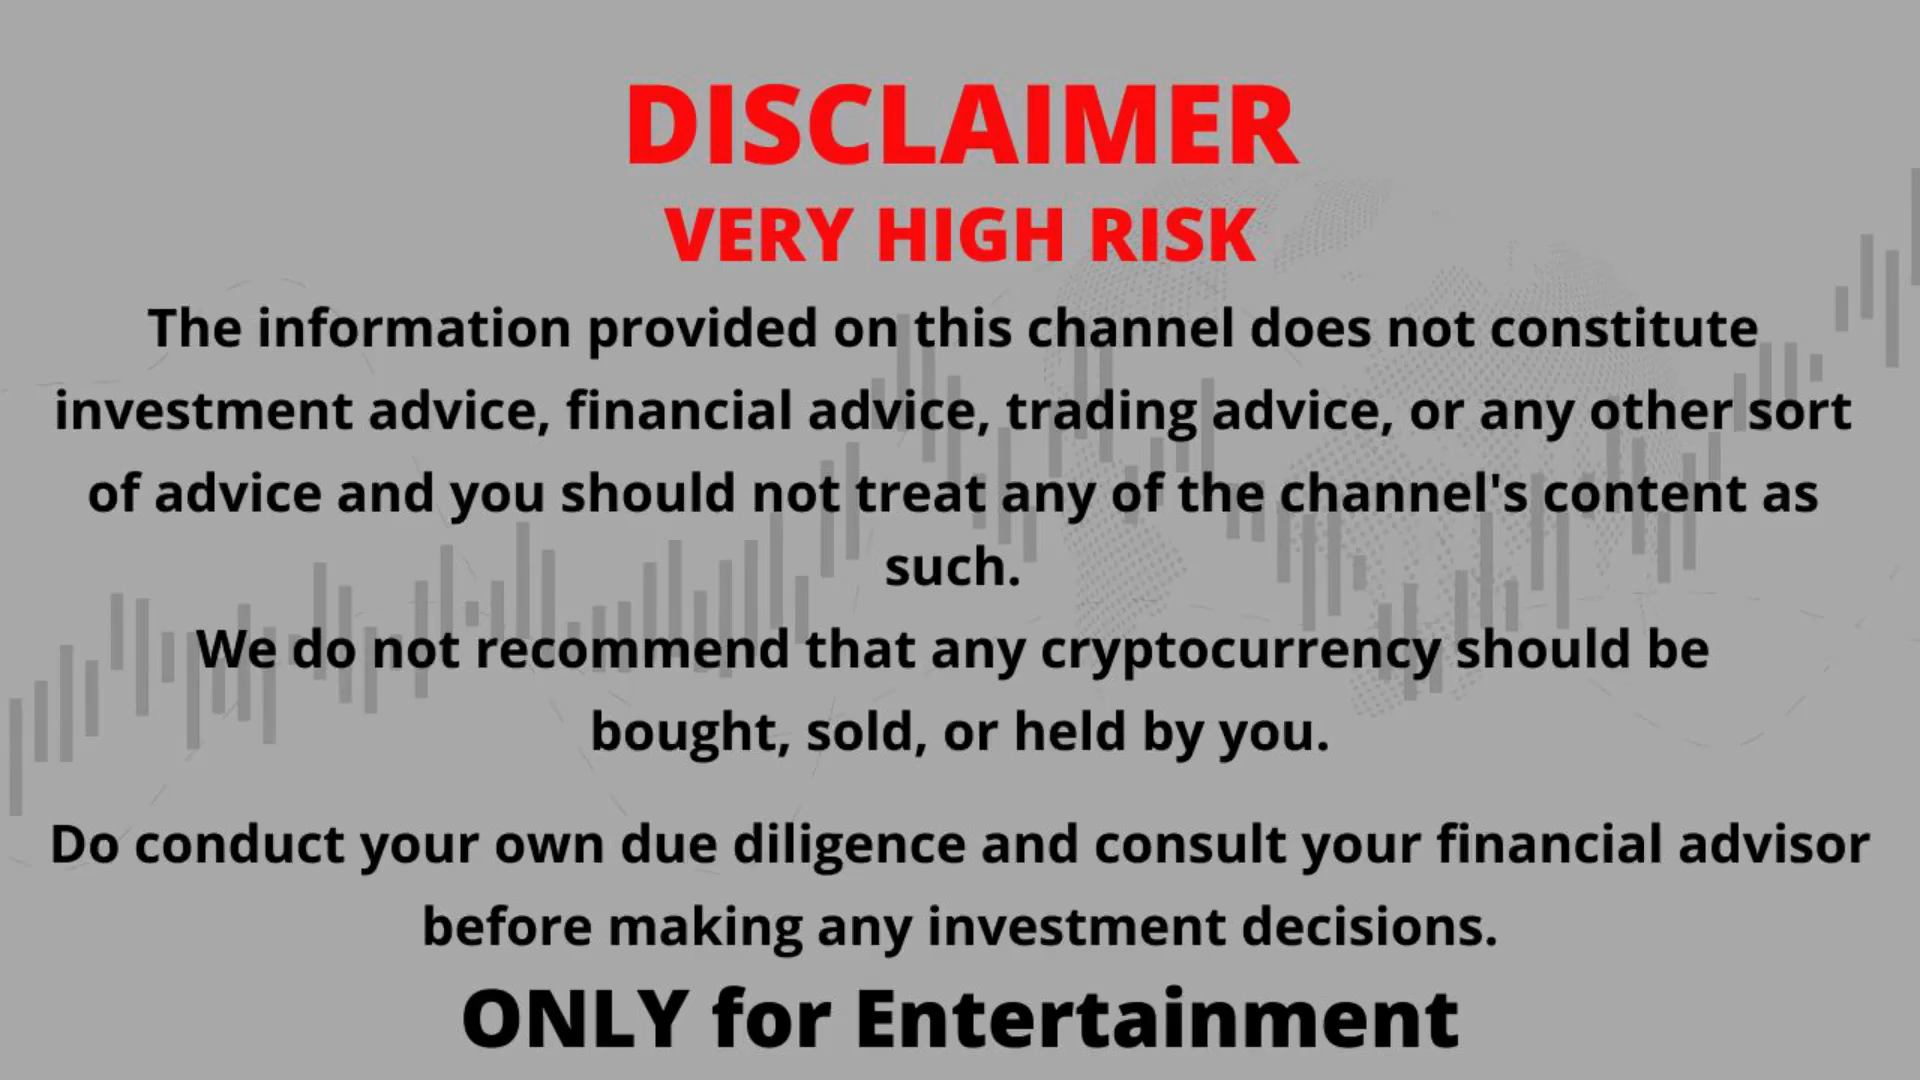 DISCLAIMER
VERY HIGH RISK
The information provided on this channel does not constitute
investment advice, financial advice, trading advice, or any other sort
of advice and you should not treat any of the channel's content as
such.
We do not recommend that any cryptocurrency should be
bought, sold, or held by you.
Do conduct your own due diligence and consult your financial advisor
before making any investment decisions.
ONLY for Entertainment